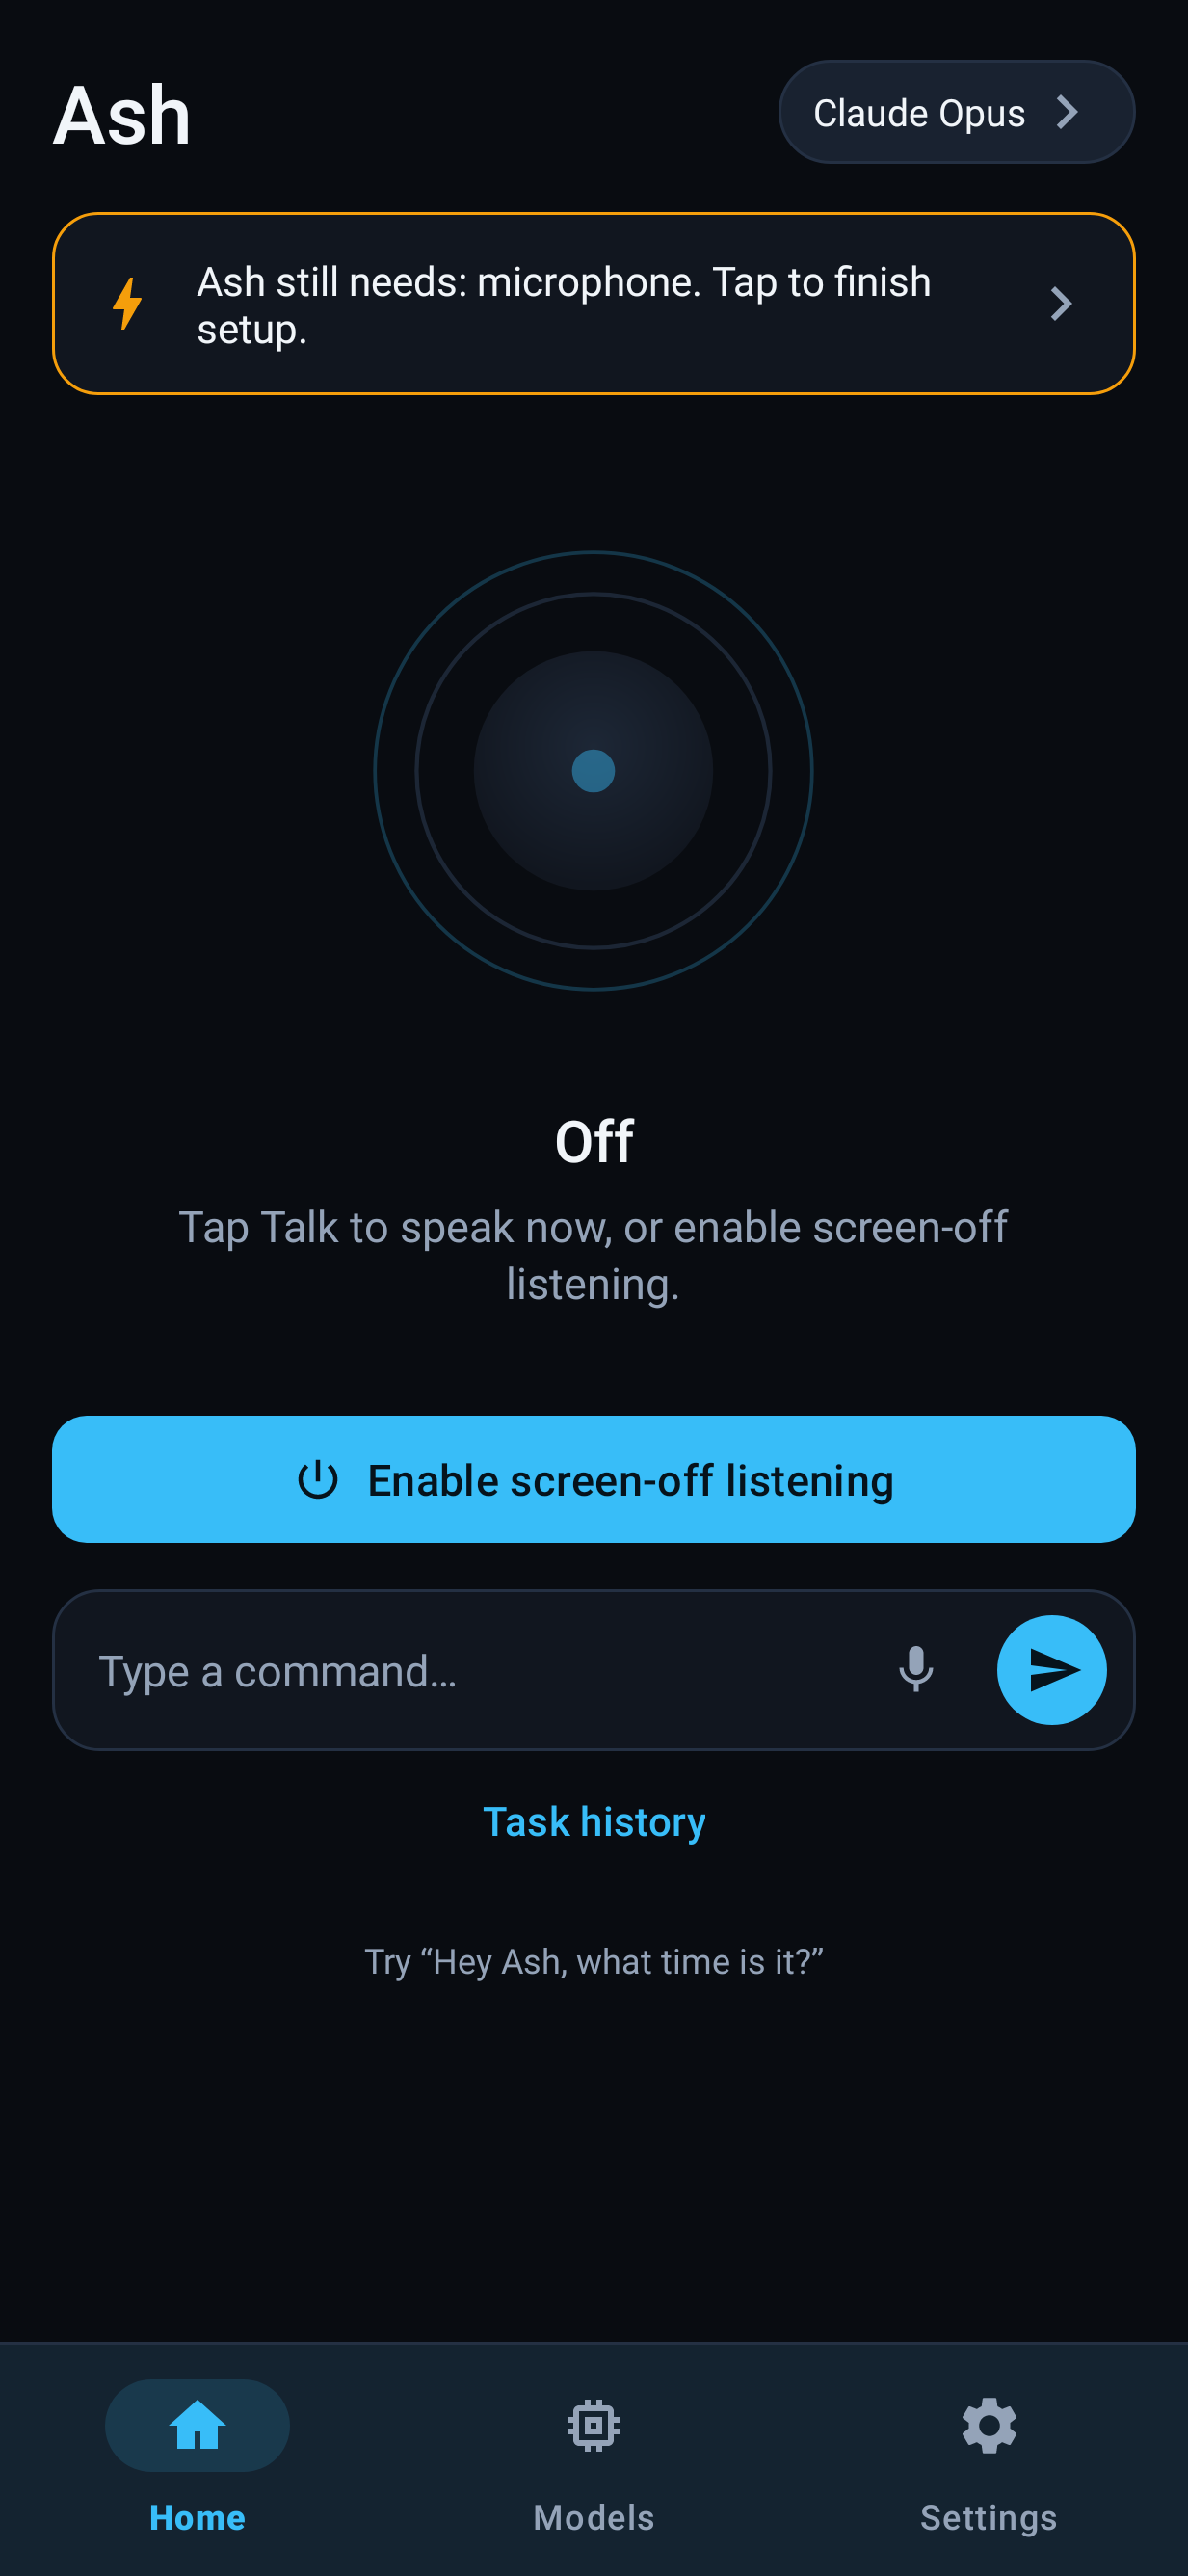 Ash
Claude Opus
Ash still needs: microphone. Tap to finish
setup.
Off
Tap Talk to speak now, or enable screen-off
listening.
Enable screen-off listening
Type a command…
Task history
Try “Hey Ash, what time is it?”
Home
Models
Settings